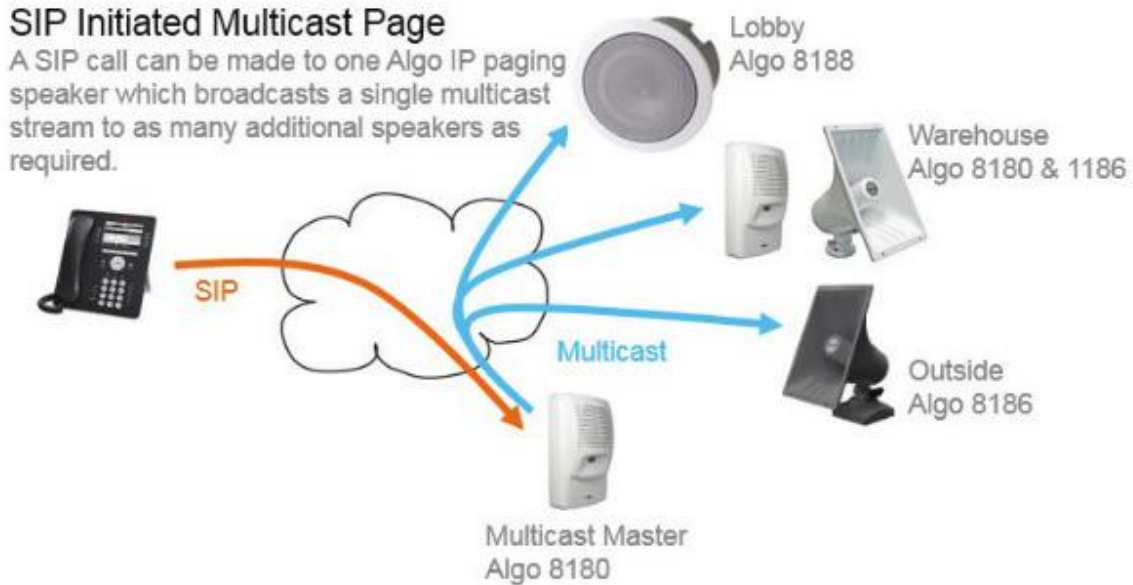 SIP Initiated Multicast Page
A SIP call can be made to one Algo IP paging
speaker which broadcasts a single multicast
stream to as many additional speakers as
required.
Lobby
Algo 8188
Warehouse
Algo 8180 & 1186
SIP
Multicast
Outside
Algo 8186
Multicast Master
Algo 8180